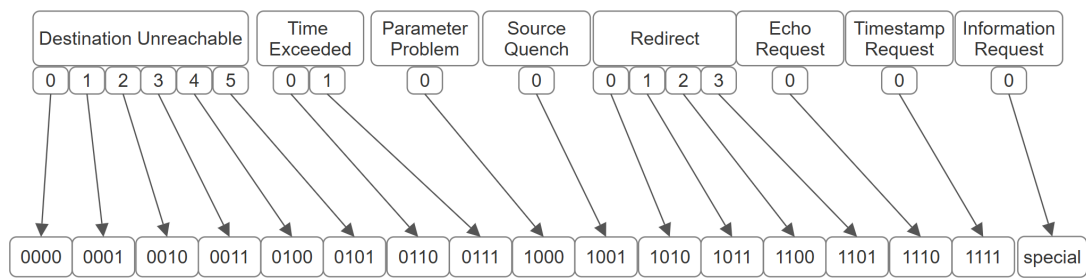 Destination Unreachable
Time
Exceeded
Parameter
Problem
Source
Quench
Redirect
Echo
Request
Timestamp
Request
Information
Request
0 1 2 3 4 5 0 1 0 0 0 1 2 3 0 0 0
0000 0001 0010 0011 0100 0101 0110 0111 1000 1001 1010 1011 1100 1101 1110 1111 special